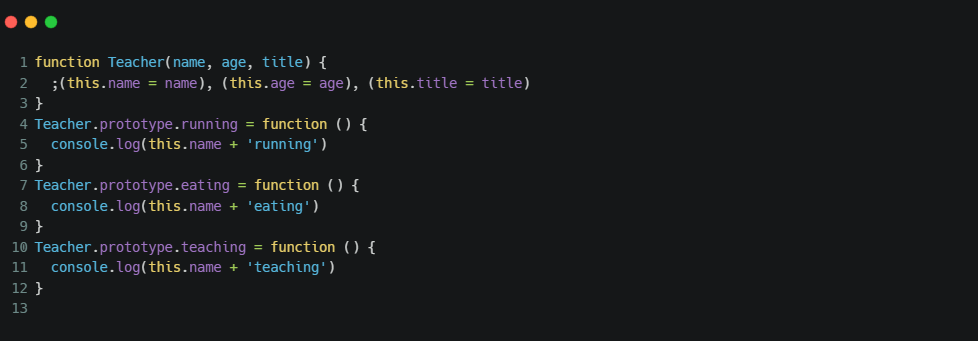 1 function Teacher(name, age, title) {
2   ;(this.name = name), (this.age = age), (this.title = title)
3 }
4 Teacher.prototype.running = function () {
5   console.log(this.name + 'running')
6 }
7 Teacher.prototype.eating = function () {
8   console.log(this.name + 'eating')
9 }
10 Teacher.prototype.teaching = function () {
11   console.log(this.name + 'teaching')
12 }
13